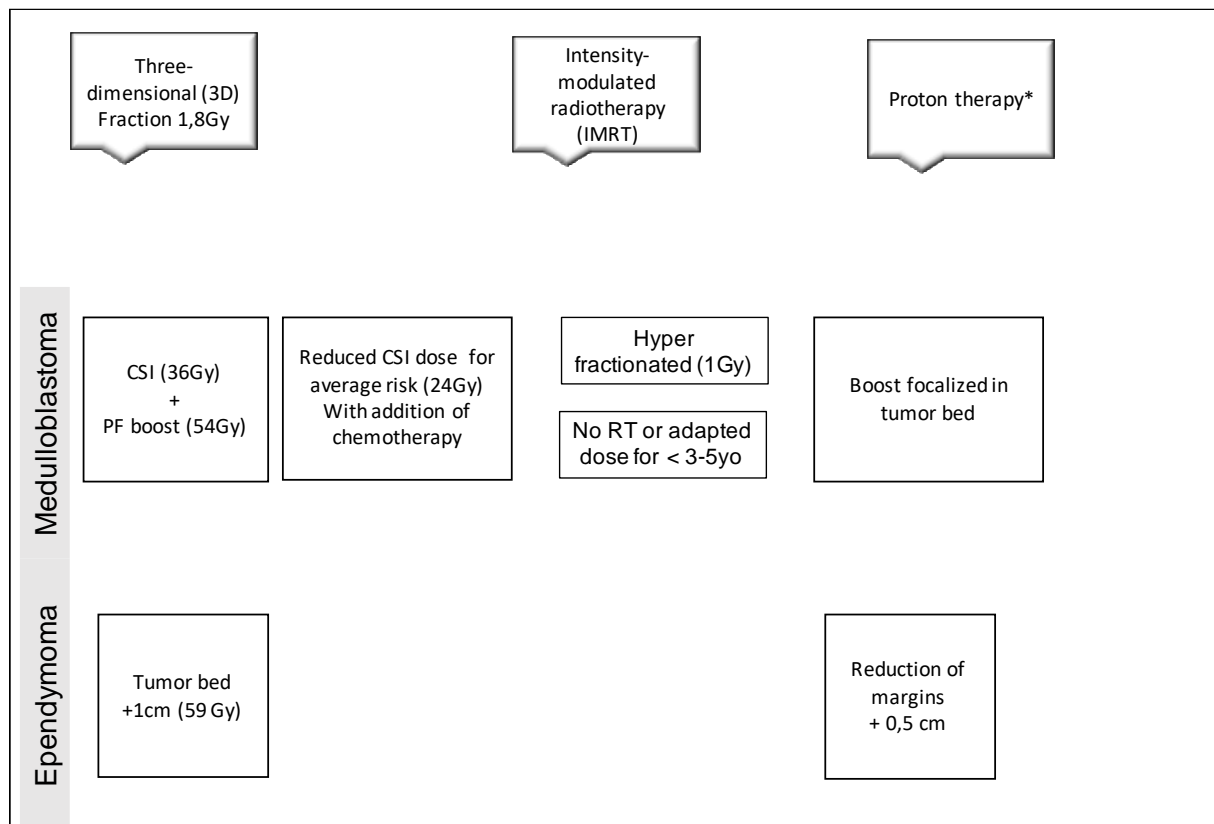 Three-
dimensional (3D)
Fraction 1,8Gy
Intensity-
modulated
radiotherapy
(IMRT)
Proton therapy*
Medulloblastoma
CSI (36Gy)
+
PF boost (54Gy)
Reduced CSI dose for
average risk (24Gy)
With addition of
chemotherapy
Hyper
fractionated (1Gy)
No RT or adapted
dose for < 3-5yo
Boost focalized in
tumor bed
Ependymoma
Tumor bed
+1cm (59 Gy)
Reduction of
margins
+ 0,5 cm